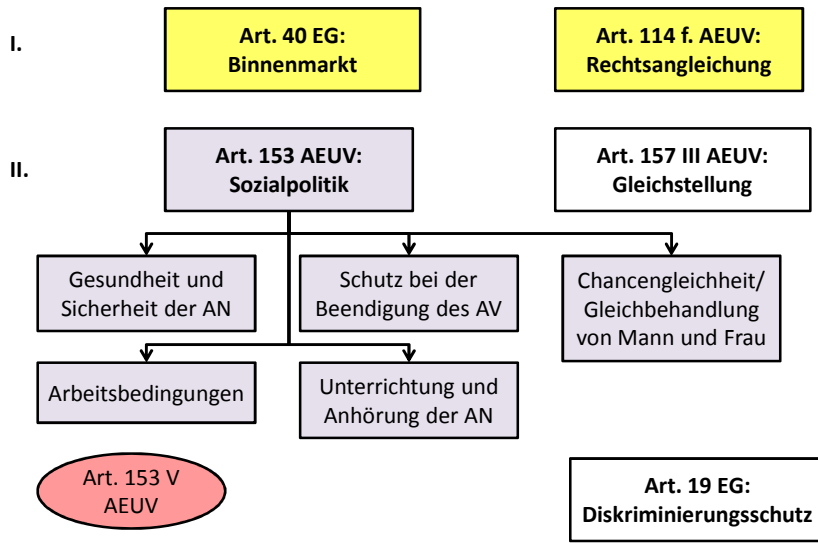 I.
Art. 40 EG:
Binnenmarkt
Art. 114 f. AEUV:
Rechtsangleichung
II.
Art. 153 AEUV:
Sozialpolitik
Art. 157 III AEUV:
Gleichstellung
Gesundheit und
Sicherheit der AN
Schutz bei der
Beendigung des AV
Chancengleichheit/
Gleichbehandlung
von Mann und Frau
Arbeitsbedingungen
Unterrichtung und
Anhörung der AN
Art. 153 V
AEUV
Art. 19 EG:
Diskriminierungsschutz